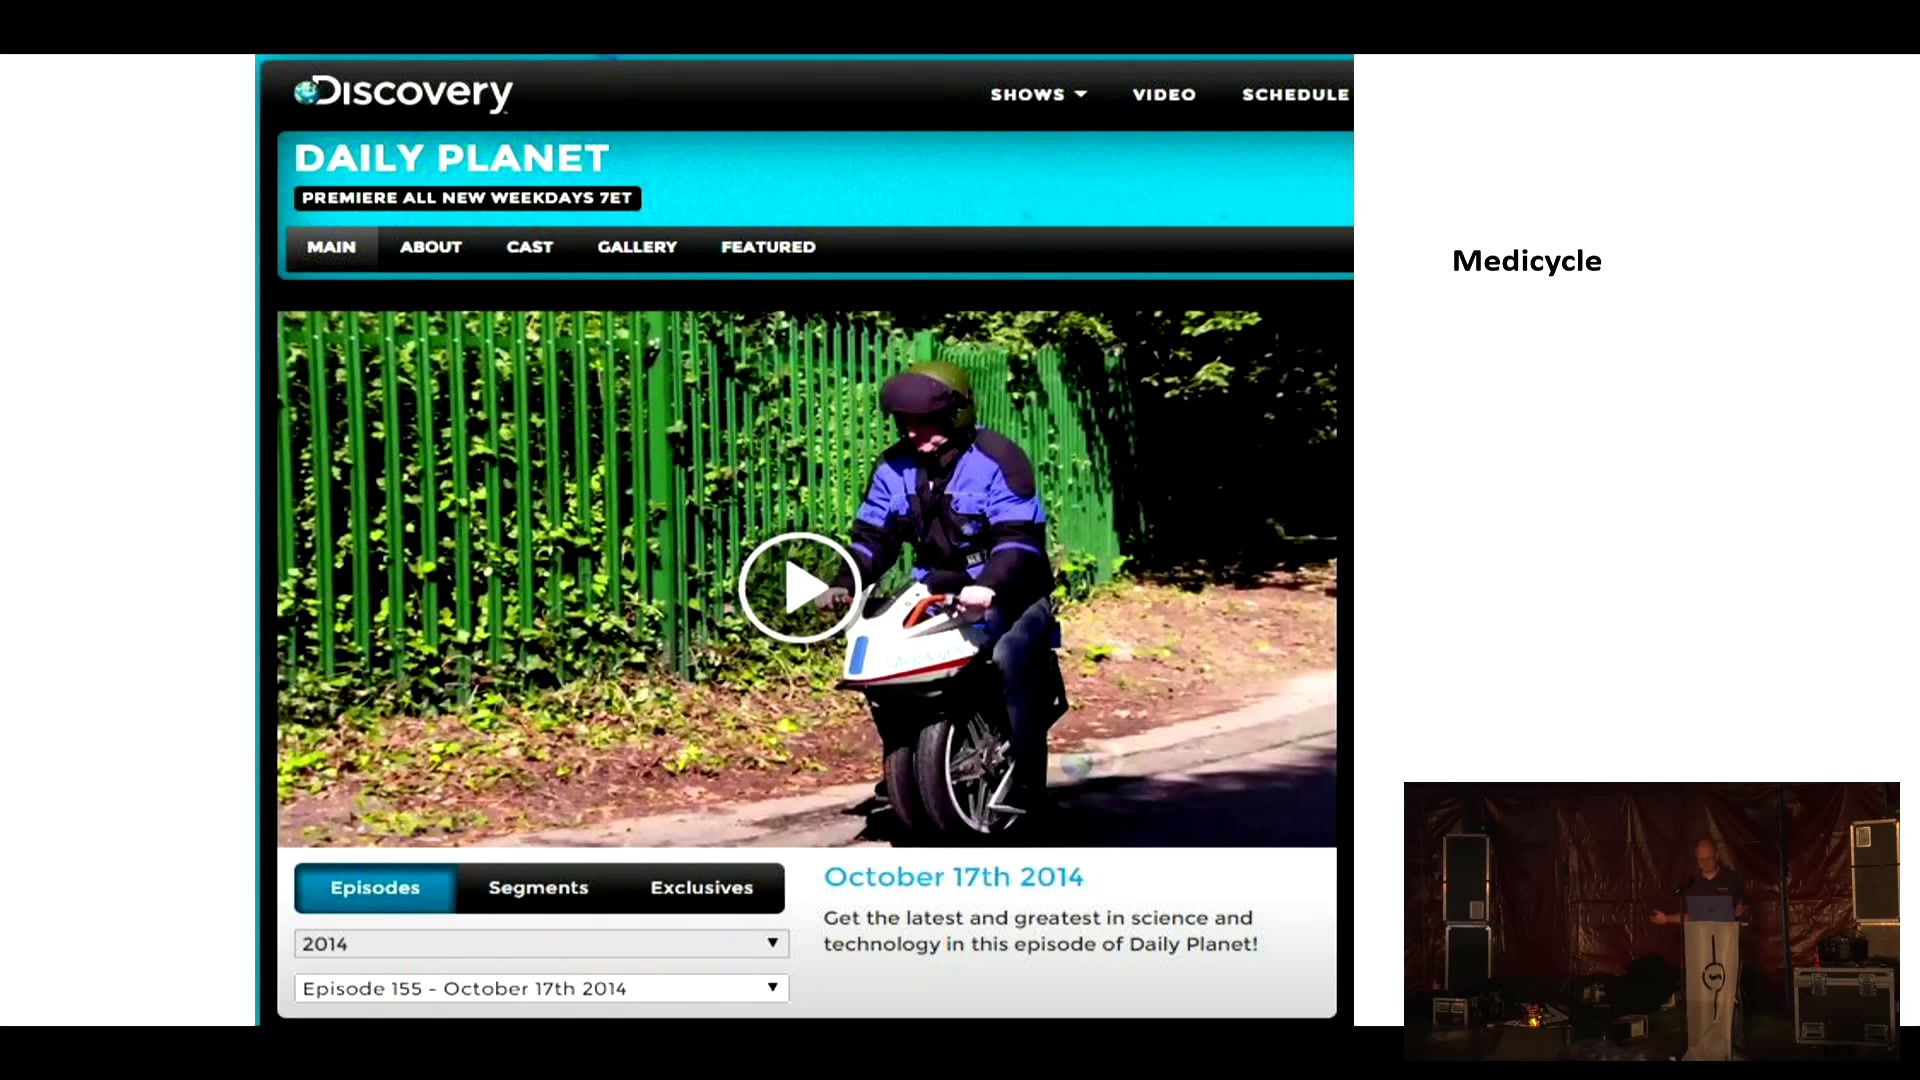 Discovery
SHOWS VIDEO SCHEDULE
DAILY PLANET
PREMIERE ALL NEW WEEKDAYS 7ET
MAIN ABOUT CAST GALLERY FEATURED
Medicycle
Medicycle
Episodes Segments Exclusives
2014
Episode 155 - October 17th 2014
October 17th 2014
Get the latest and greatest in science and
technology in this episode of Daily Planet!